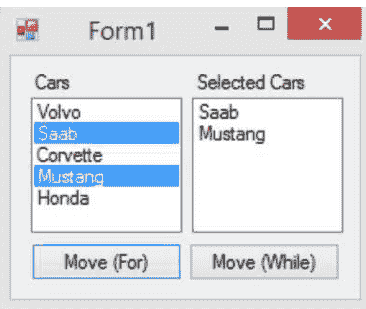 Form1
Cars
Selected Cars
Volvo
Saab
Corvette
Mustang
Honda
Saab
Mustang
Move (For)
Move (While)